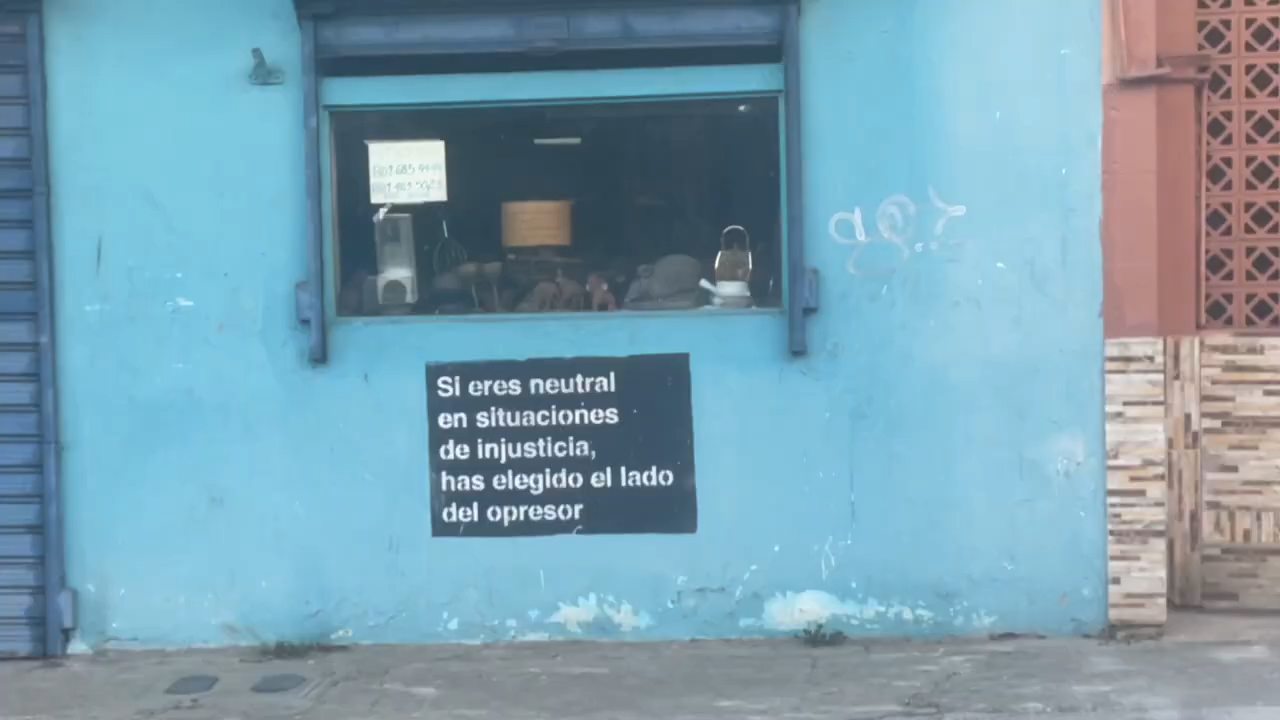 Si eres neutral
en situaciones
de injusticia,
has elegido el lado
del opresor